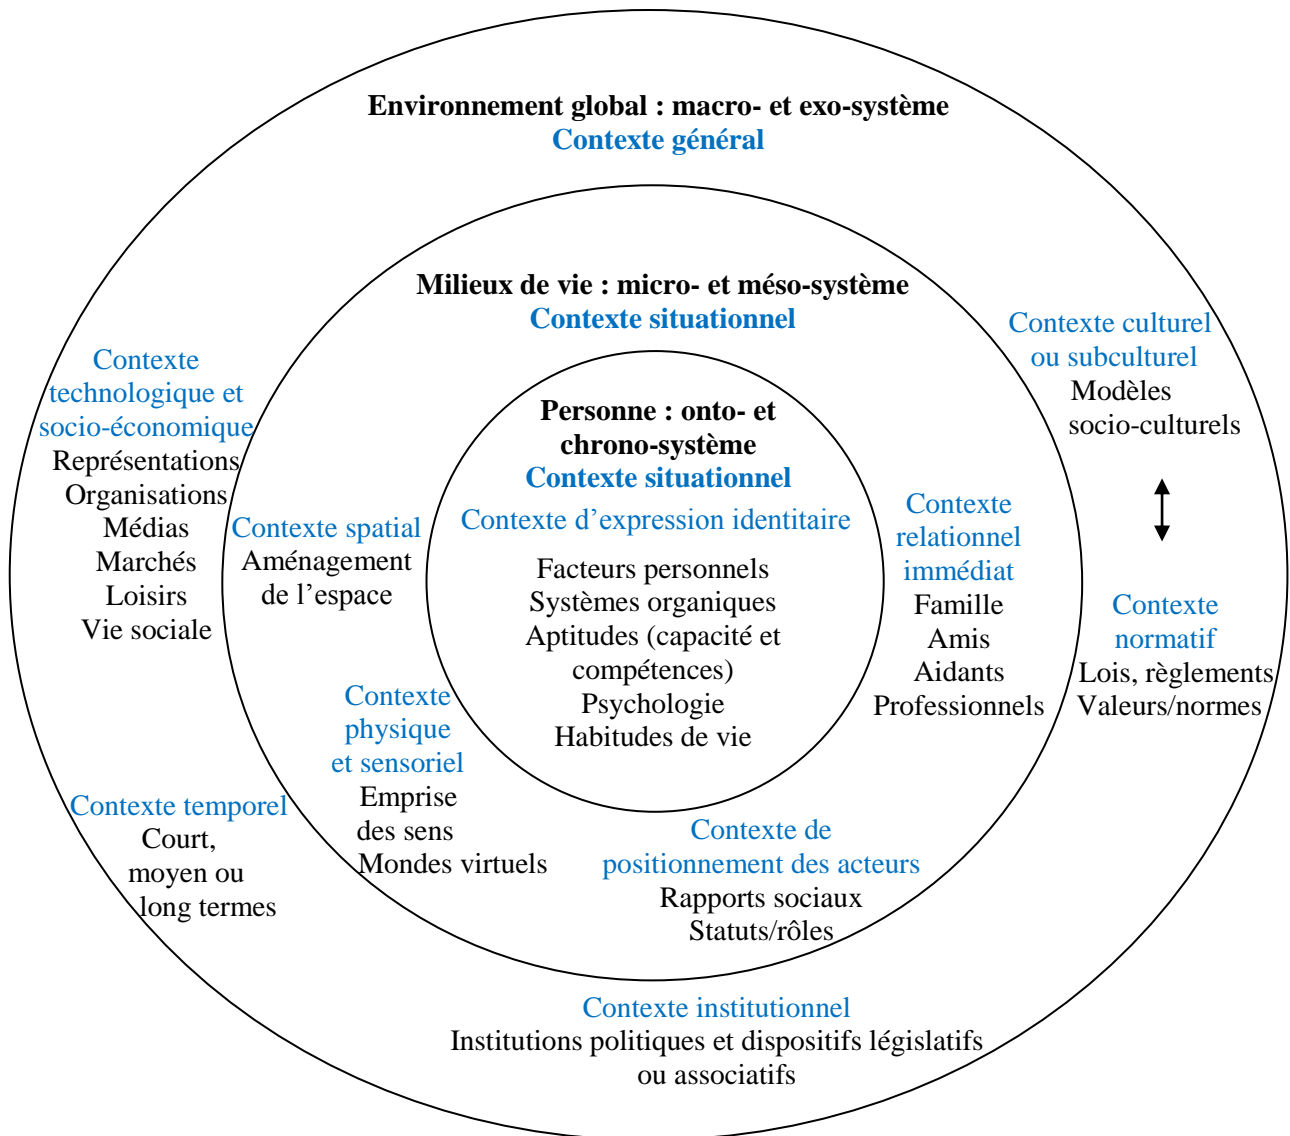 Environnement global : macro- et exo-système
Contexte général
Milieux de vie : micro- et méso-système
Contexte situationnel
Personne : onto- et
chrono-système
Contexte situationnel
Contexte d’expression identitaire
Facteurs personnels
Systèmes organiques
Aptitudes (capacité et
compétences)
Psychologie
Habitudes de vie
Contexte
technologique et
socio-économique
Représentations
Organisations
Médias
Marchés
Loisirs
Vie sociale
Contexte spatial
Aménagement
de l’espace
Contexte
physique
et sensoriel
Emprise
des sens
Mondes virtuels
Contexte de
positionnement des acteurs
Rapports sociaux
Statuts/rôles
Contexte
relationnel
immédiat
Famille
Amis
Aidants
Professionnels
Contexte culturel
ou subculturel
Modèles
socio-culturels
Contexte
normatif
Lois, règlements
Valeurs/normes
Contexte temporel
Court,
moyen ou
long termes
Contexte institutionnel
Institutions politiques et dispositifs législatifs
ou associatifs